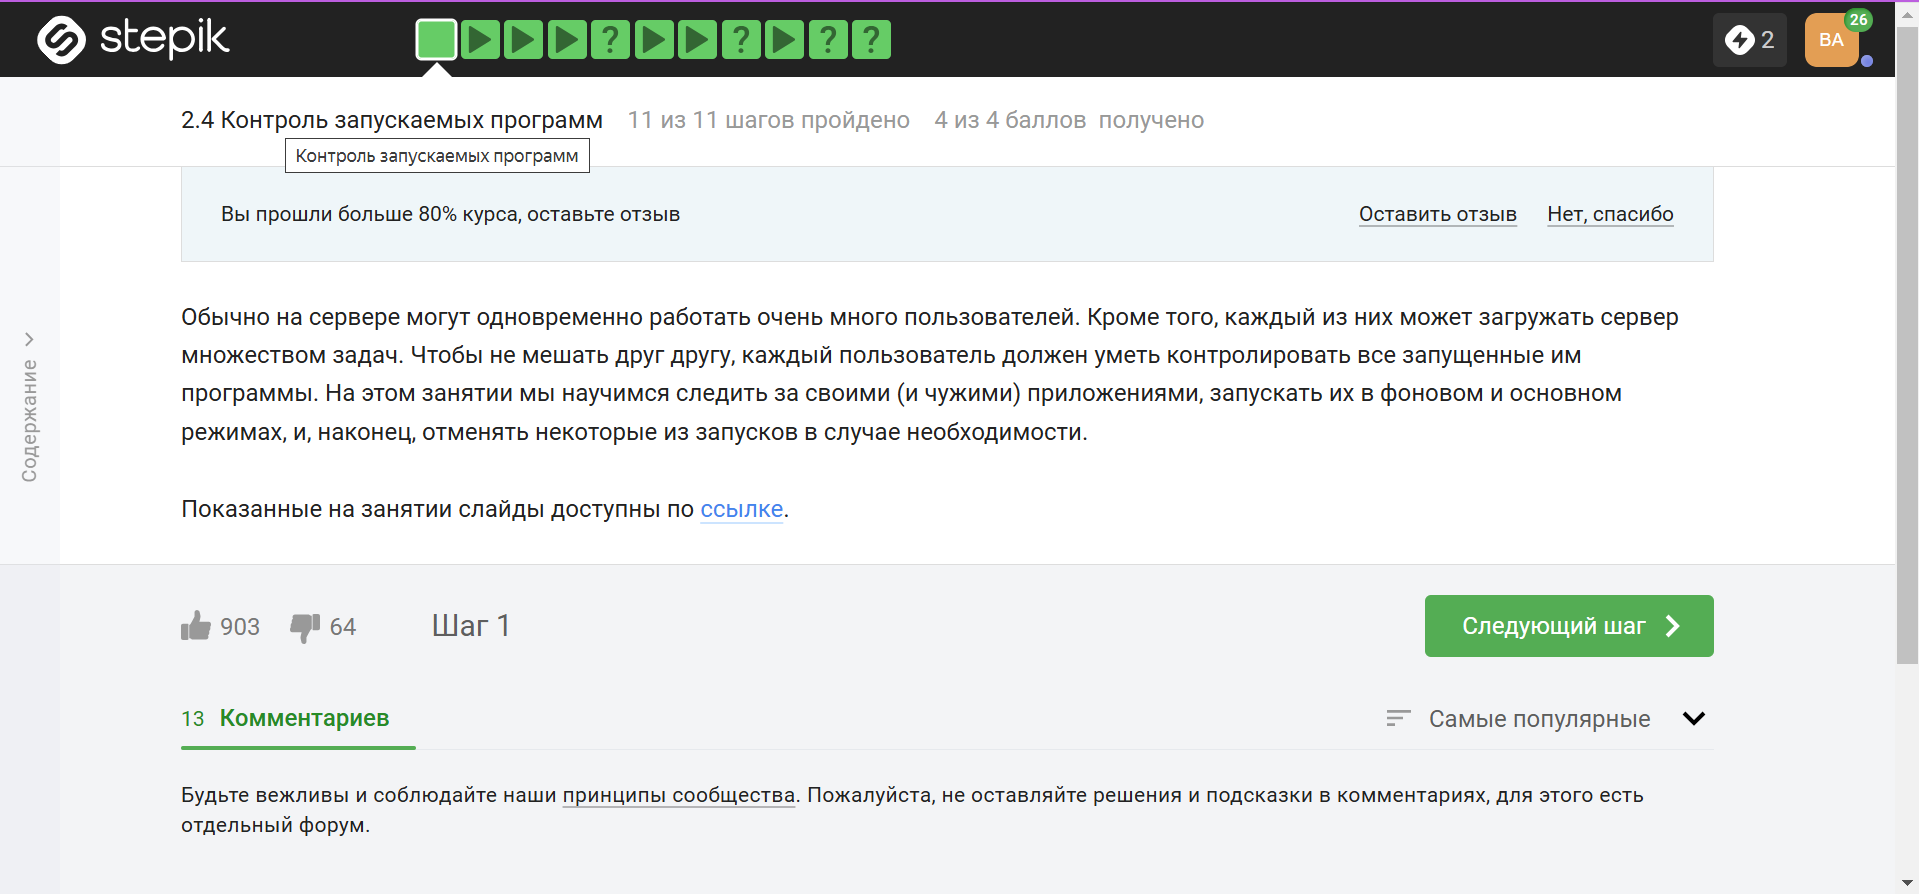 stepik
?
?
?
?
2
ВА
26
2.4 Контроль запускаемых программ 11 из 11 шагов пройдено 4 из 4 баллов получено
Контроль запускаемых программ
Вы прошли больше 80% курса, оставьте отзыв Оставить отзыв Нет, спасибо
Содержание
Обычно на сервере могут одновременно работать очень много пользователей. Кроме того, каждый из них может загружать сервер
множеством задач. Чтобы не мешать друг другу, каждый пользователь должен уметь контролировать все запущенные им
программы. На этом занятии мы научимся следить за своими (и чужими) приложениями, запускать их в фоновом и основном
режимах, и, наконец, отменять некоторые из запусков в случае необходимости.
Показанные на занятии слайды доступны по ссылке.
903 64 Шаг 1 Следующий шаг
13 Комментариев Самые популярные
Будьте вежливы и соблюдайте наши принципы сообщества. Пожалуйста, не оставляйте решения и подсказки в комментариях, для этого есть
отдельный форум.